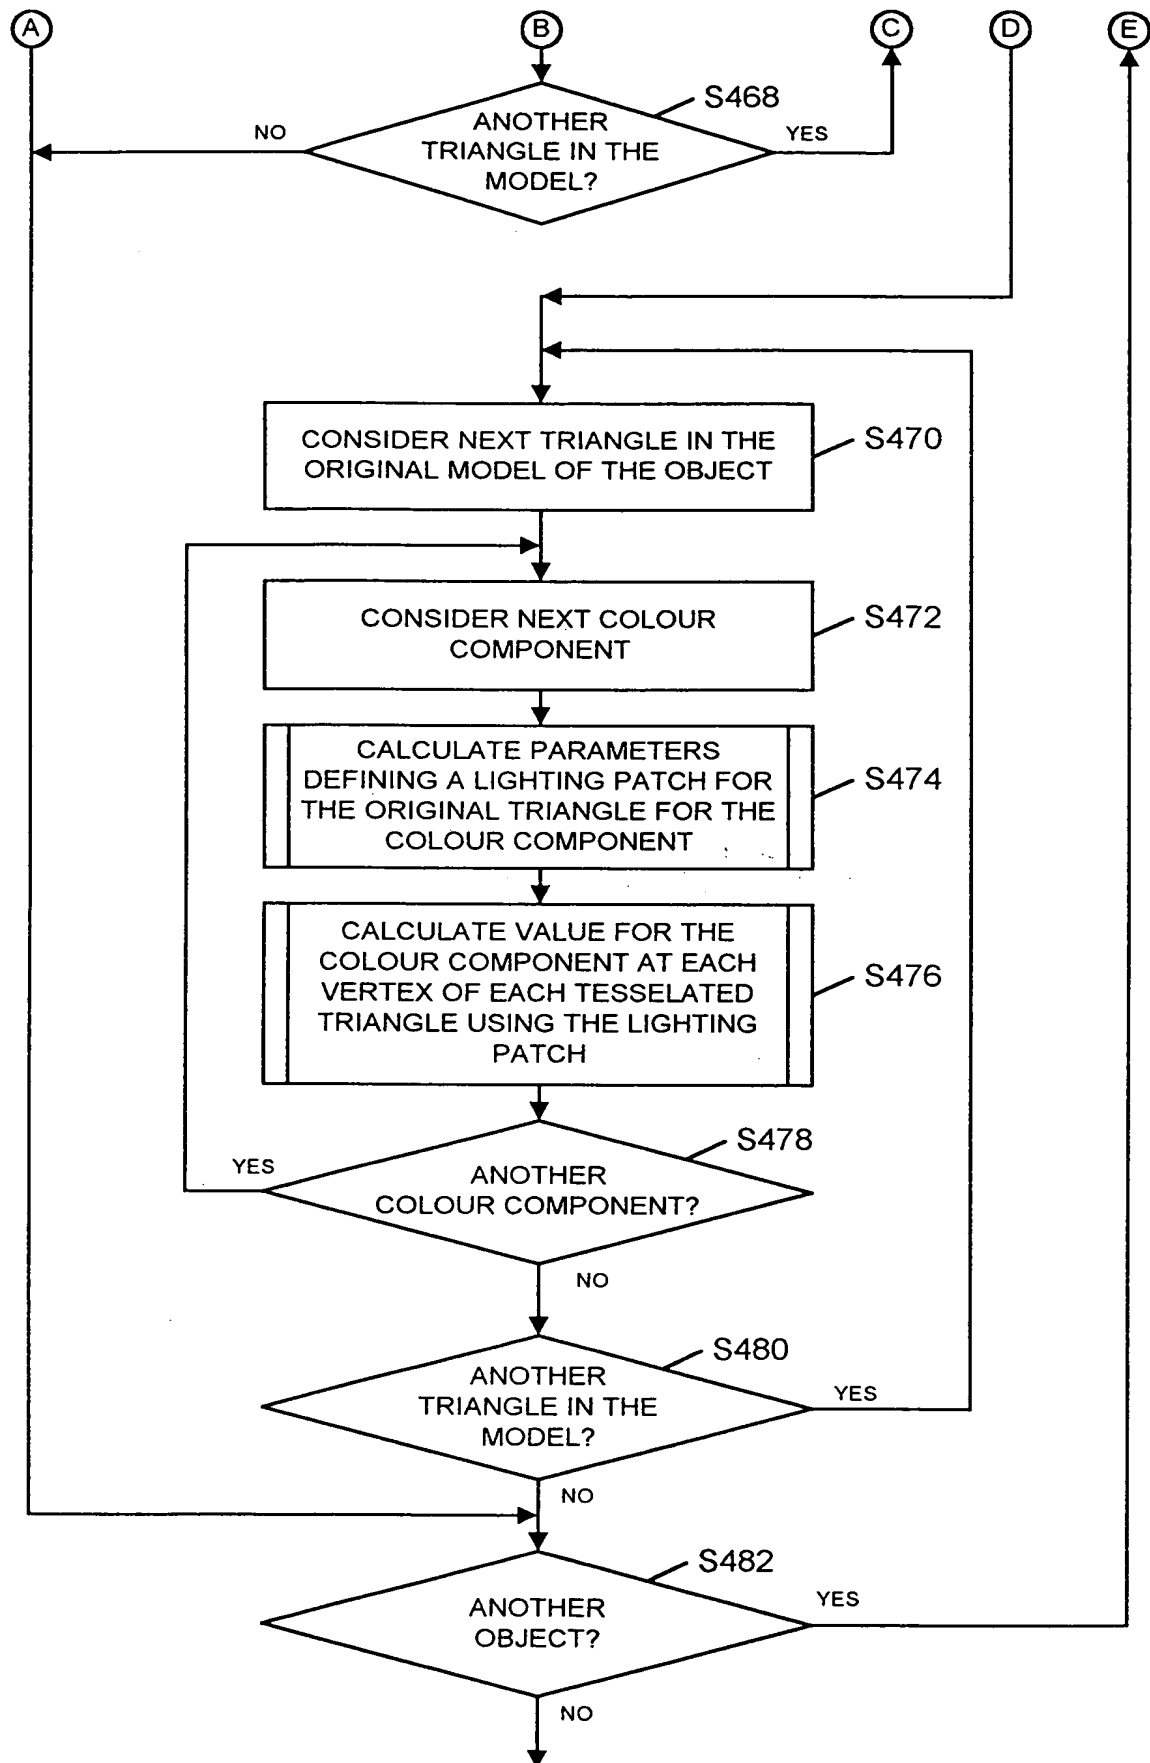 A
B
C
D
E
S468
ANOTHER
TRIANGLE IN THE
MODEL?
NO
YES
CONSIDER NEXT TRIANGLE IN THE
ORIGINAL MODEL OF THE OBJECT
S470
CONSIDER NEXT COLOUR
COMPONENT
S472
CALCULATE PARAMETERS
DEFINING A LIGHTING PATCH FOR
THE ORIGINAL TRIANGLE FOR THE
COLOUR COMPONENT
S474
CALCULATE VALUE FOR THE
COLOUR COMPONENT AT EACH
VERTEX OF EACH TESSELATED
TRIANGLE USING THE LIGHTING
PATCH
S476
S478
YES
ANOTHER
COLOUR COMPONENT?
NO
S480
ANOTHER
TRIANGLE IN THE
MODEL?
YES
NO
S482
ANOTHER
OBJECT?
YES
NO